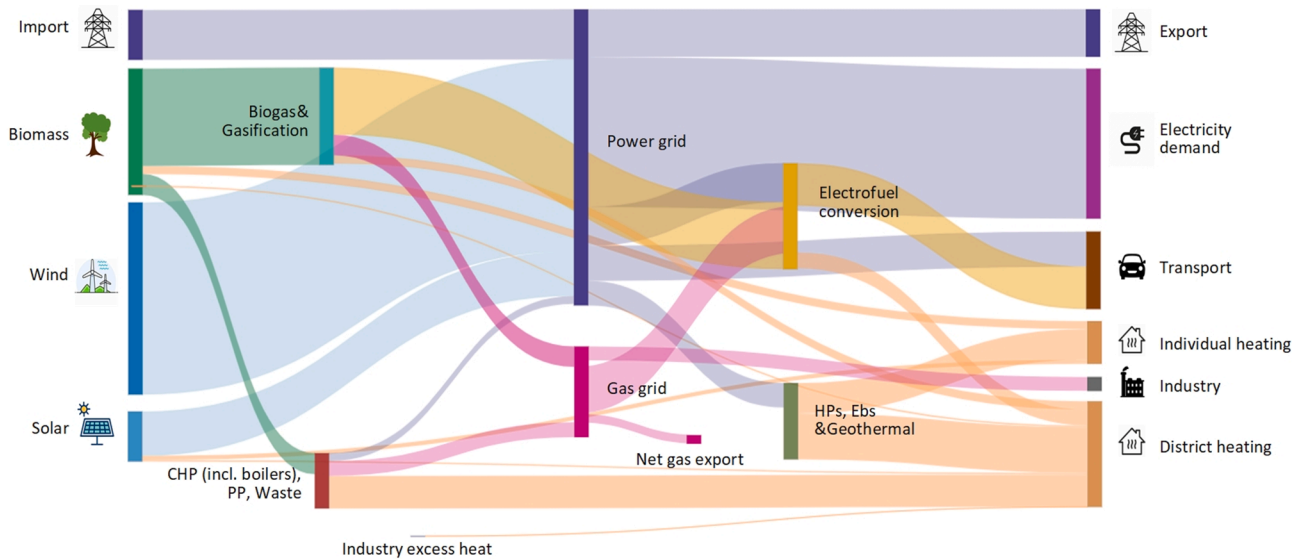 Import
Export
Biomass
Biogas&
Gasification
Power grid
Electricity
demand
Electrofuel
conversion
Wind
Transport
Individual heating
Gas grid
Industry
Solar
HPs, Ebs
&Geothermal
District heating
Net gas export
CHP (incl. boilers),
PP, Waste
Industry excess heat